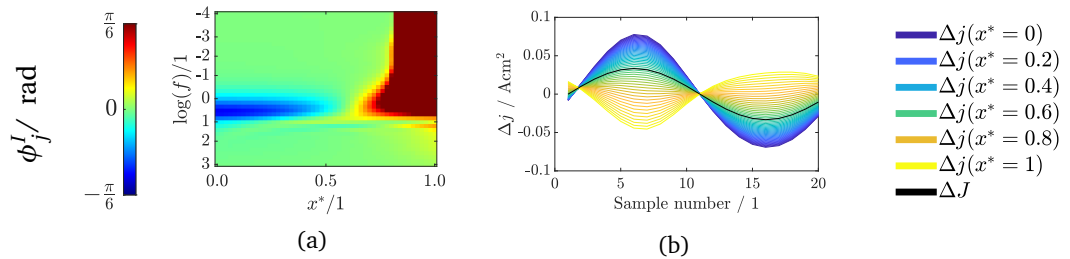 π/6
0
−π/6
ϕ_j^I / rad
-4
-3
-2
-1
0
1
2
3
log(f)/1
0.0 0.5 1.0
x*/1
(a)
0.1
0.05
0
-0.05
-0.1
Δj / Acm²
0 5 10 15 20
Sample number / 1
(b)
Δj(x* = 0)
Δj(x* = 0.2)
Δj(x* = 0.4)
Δj(x* = 0.6)
Δj(x* = 0.8)
Δj(x* = 1)
ΔJ